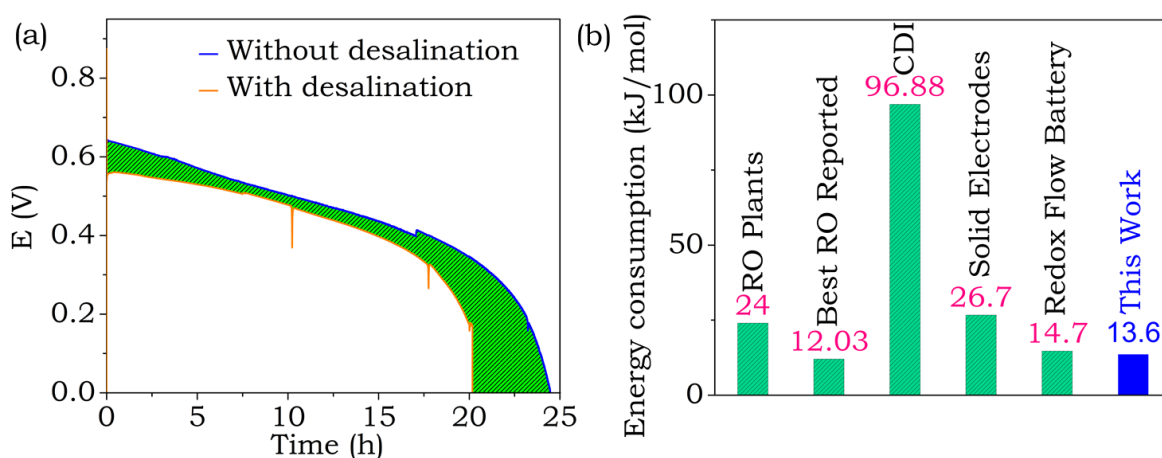 (a)
Without desalination
With desalination
E (V)
0.8
0.6
0.4
0.2
0.0
0
5
10
15
20
25
Time (h)
(b)
Energy consumption (kJ/mol)
100
50
0
RO Plants
24
Best RO Reported
12.03
CDI
96.88
Solid Electrodes
26.7
Redox Flow Battery
14.7
This Work
13.6